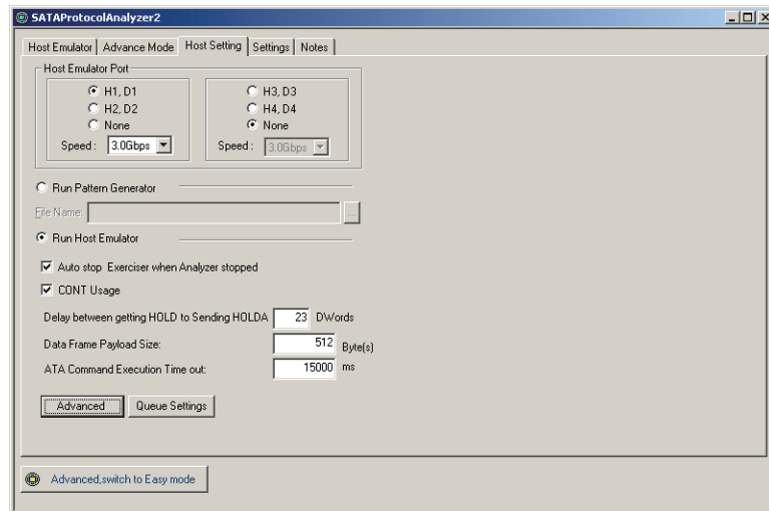 SATAProtocolAnalyzer2
Host Emulator Advance Mode Host Setting Settings Notes
Host Emulator Port
H1, D1
H2, D2
None
Speed : 3.0Gbps
H3, D3
H4, D4
None
Speed : 3.0Gbps
Run Pattern Generator
File Name: ...
Run Host Emulator
Auto stop Exerciser when Analyzer stopped
CONT Usage
Delay between getting HOLD to Sending HOLDA 23 DWords
Data Frame Payload Size: 512 Byte(s)
ATA Command Execution Time out: 15000 ms
Advanced Queue Settings
Advanced,switch to Easy mode